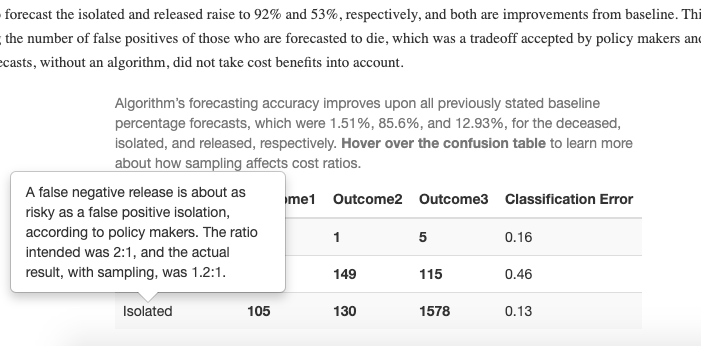 forecast the isolated and released raise to 92% and 53%, respectively, and both are improvements from baseline. Thi
the number of false positives of those who are forecasted to die, which was a tradeoff accepted by policy makers and
ecasts, without an algorithm, did not take cost benefits into account.
Algorithm's forecasting accuracy improves upon all previously stated baseline
percentage forecasts, which were 1.51%, 85.6%, and 12.93%, for the deceased,
isolated, and released, respectively. Hover over the confusion table to learn more
about how sampling affects cost ratios.
A false negative release is about as
risky as a false positive isolation,
according to policy makers. The ratio
intended was 2:1, and the actual
result, with sampling, was 1.2:1.
ome1 Outcome2 Outcome3 Classification Error
1 5 0.16
149 115 0.46
Isolated 105 130 1578 0.13